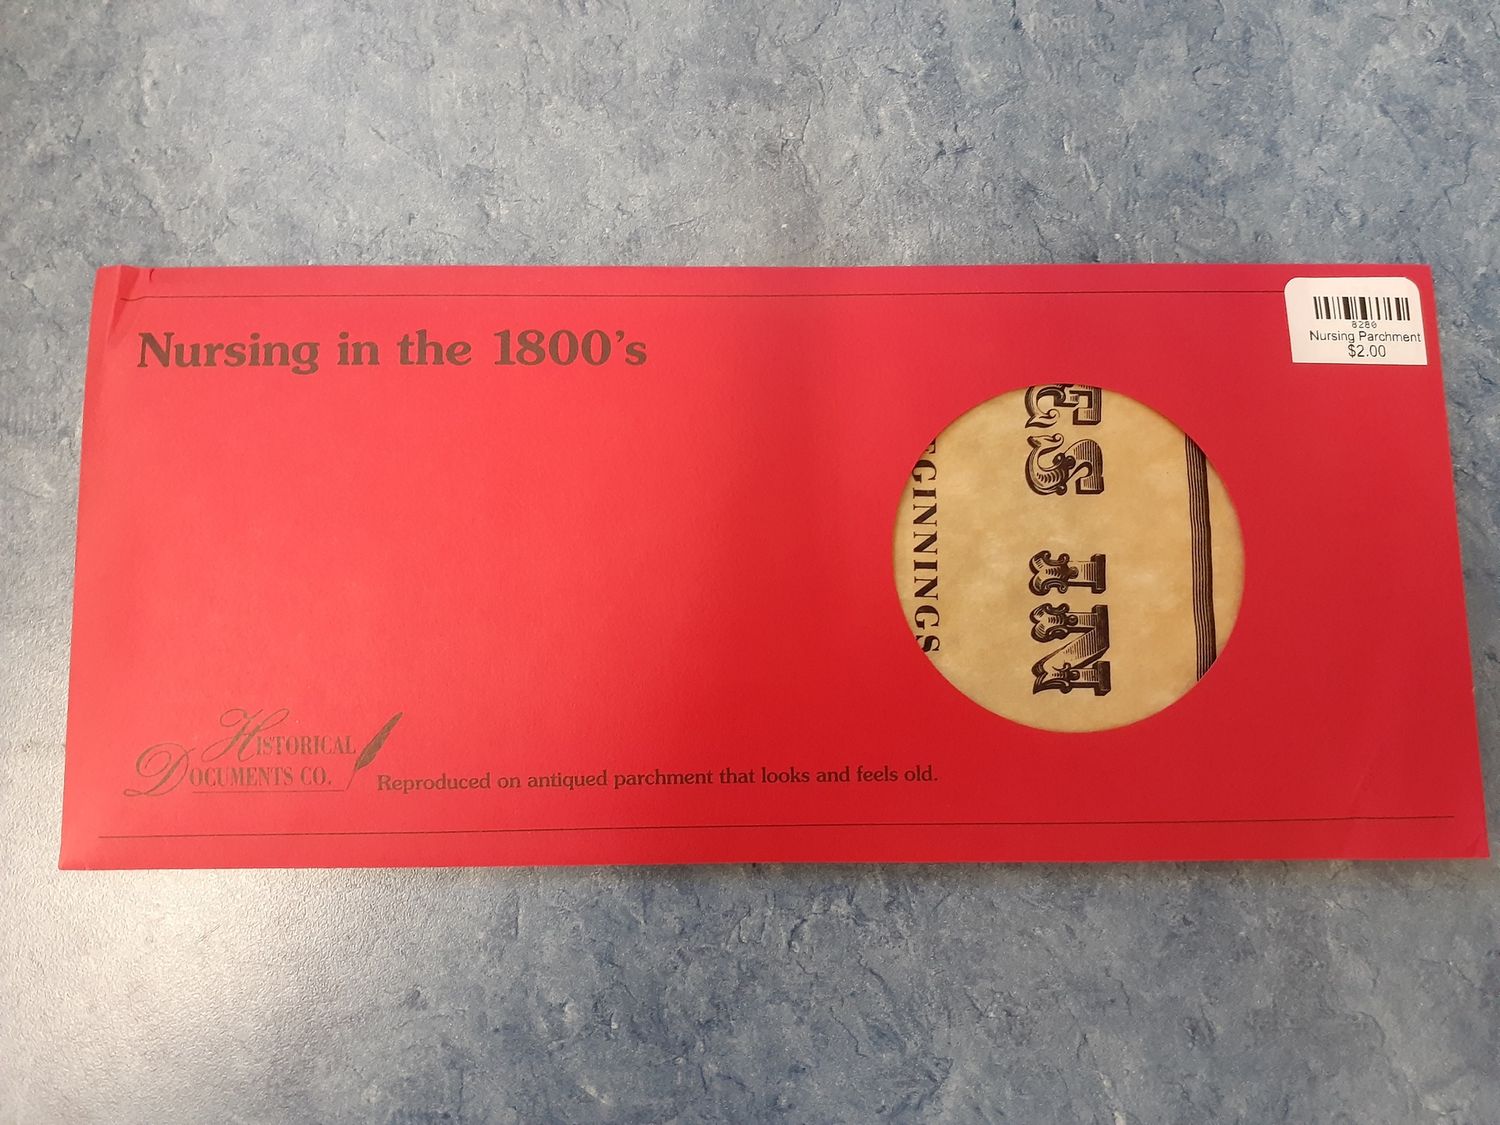 Nursing in the 1800's
8280
Nursing Parchment
$2.00
ES IN
EGINNINGS
HISTORICAL
DOCUMENTS CO.
Reproduced on antiqued parchment that looks and feels old.